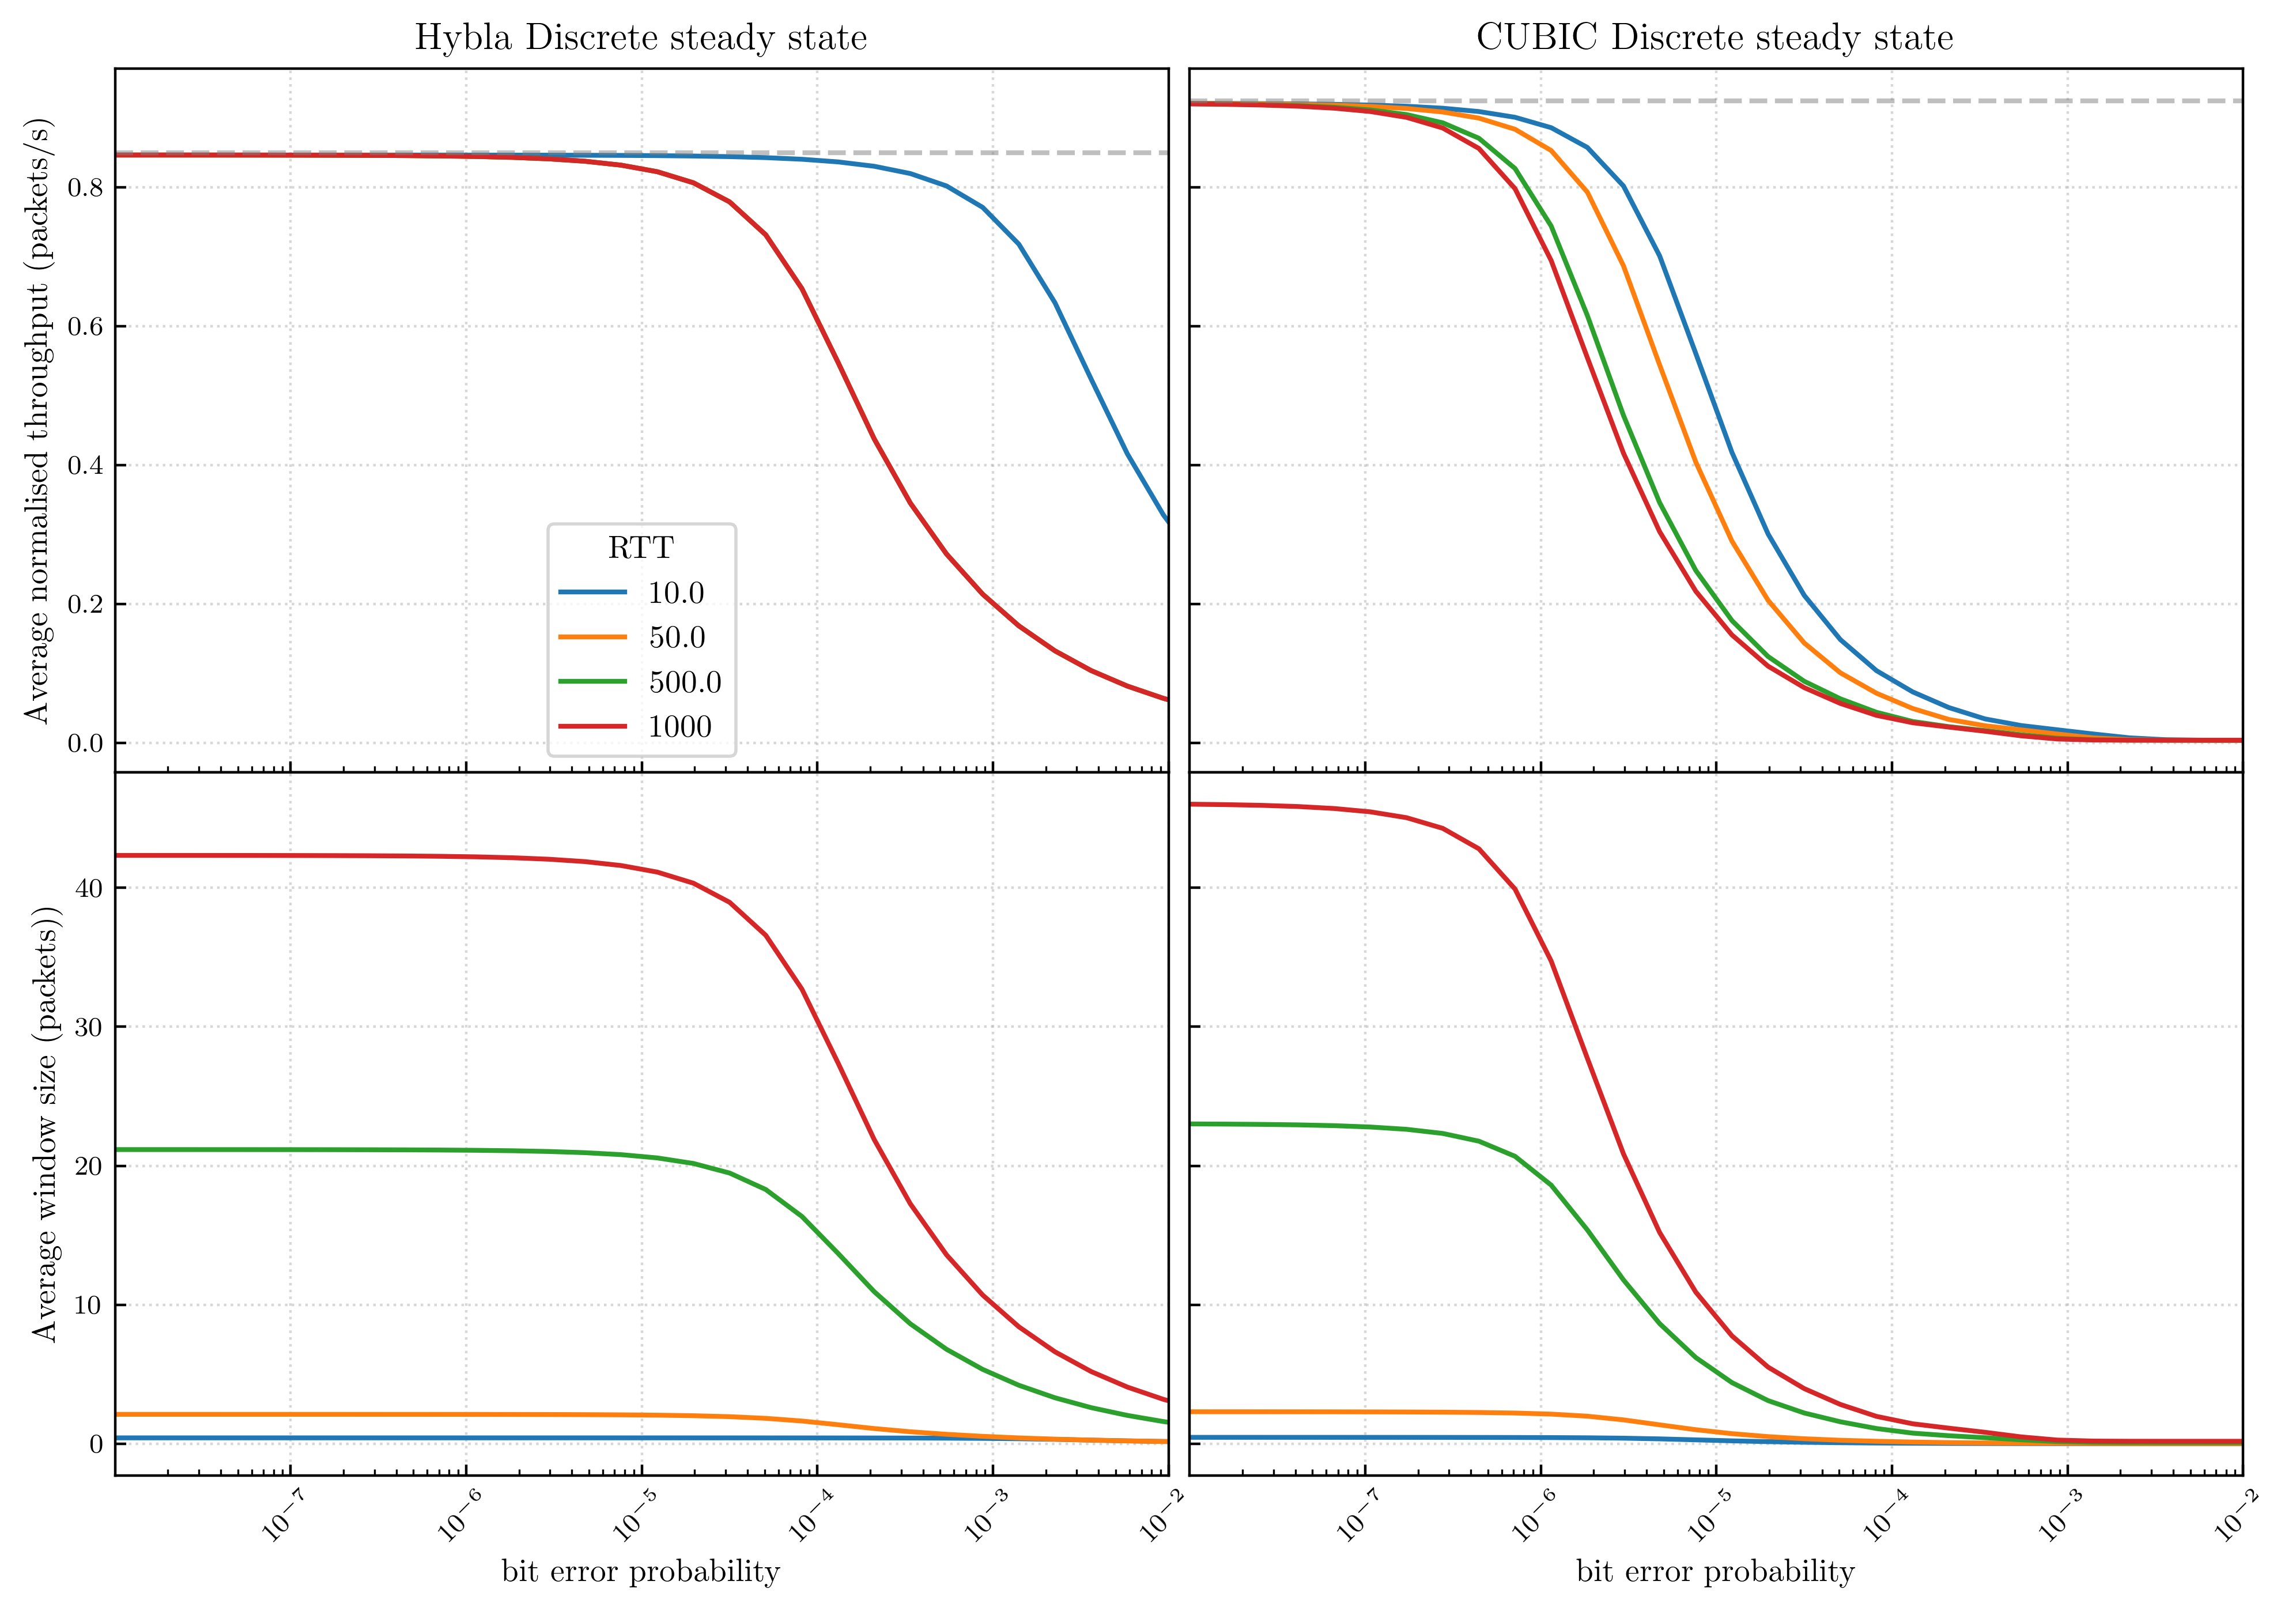 Hybla Discrete steady state
CUBIC Discrete steady state
Average normalised throughput (packets/s)
0.8
0.6
0.4
0.2
0.0
RTT
10.0
50.0
500.0
1000
Average window size (packets))
40
30
20
10
0
10⁻⁷ 10⁻⁶ 10⁻⁵ 10⁻⁴ 10⁻³ 10⁻²
10⁻⁷ 10⁻⁶ 10⁻⁵ 10⁻⁴ 10⁻³ 10⁻²
bit error probability
bit error probability